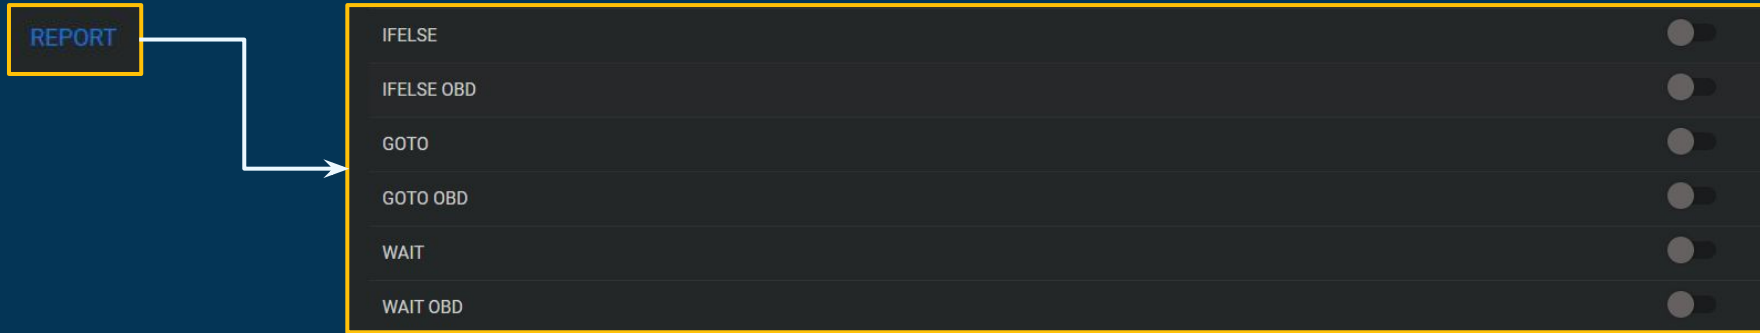 REPORT
IFELSE
IFELSE OBD
GOTO
GOTO OBD
WAIT
WAIT OBD